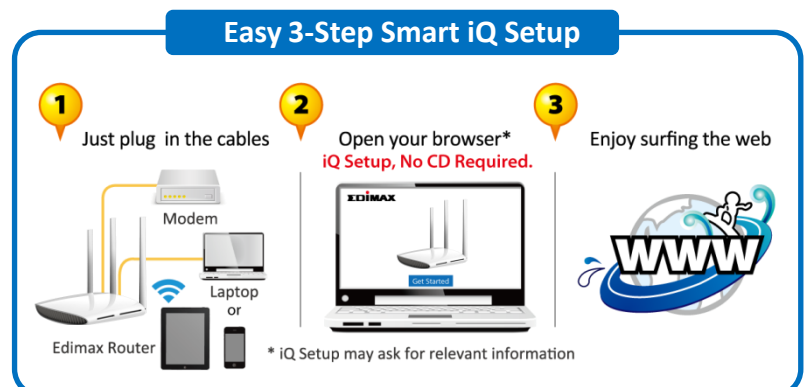 Easy 3-Step Smart iQ Setup
1
Just plug in the cables
Modem
Laptop
or
Edimax Router
2
Open your browser*
iQ Setup, No CD Required.
EDIMAX
Get Started
* iQ Setup may ask for relevant information
3
Enjoy surfing the web
WWW